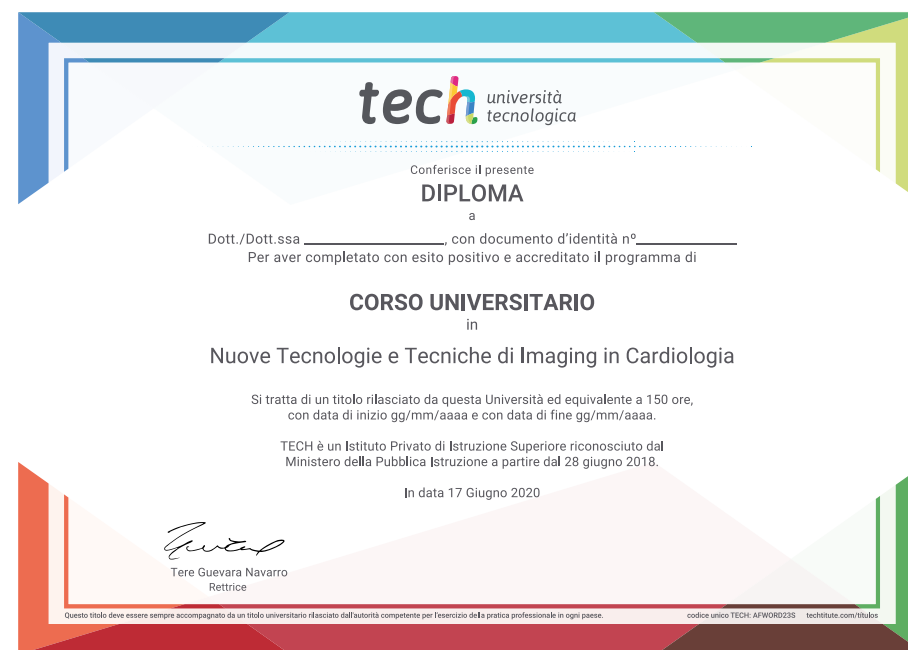 tech università
tecnologica
Conferisce il presente
DIPLOMA
a
Dott./Dott.ssa ________________, con documento d'identità nº____________
Per aver completato con esito positivo e accreditato il programma di
CORSO UNIVERSITARIO
in
Nuove Tecnologie e Tecniche di Imaging in Cardiologia
Si tratta di un titolo rilasciato da questa Università ed equivalente a 150 ore,
con data di inizio gg/mm/aaaa e con data di fine gg/mm/aaaa.
TECH è un Istituto Privato di Istruzione Superiore riconosciuto dal
Ministero della Pubblica Istruzione a partire dal 28 giugno 2018.
In data 17 Giugno 2020
Tere Guevara Navarro
Rettrice
Questo titolo deve essere sempre accompagnato da un titolo universitario rilasciato dall'autorità competente per l'esercizio della pratica professionale in ogni paese. codice unico TECH: AFWORD23S techtitute.com/titulos